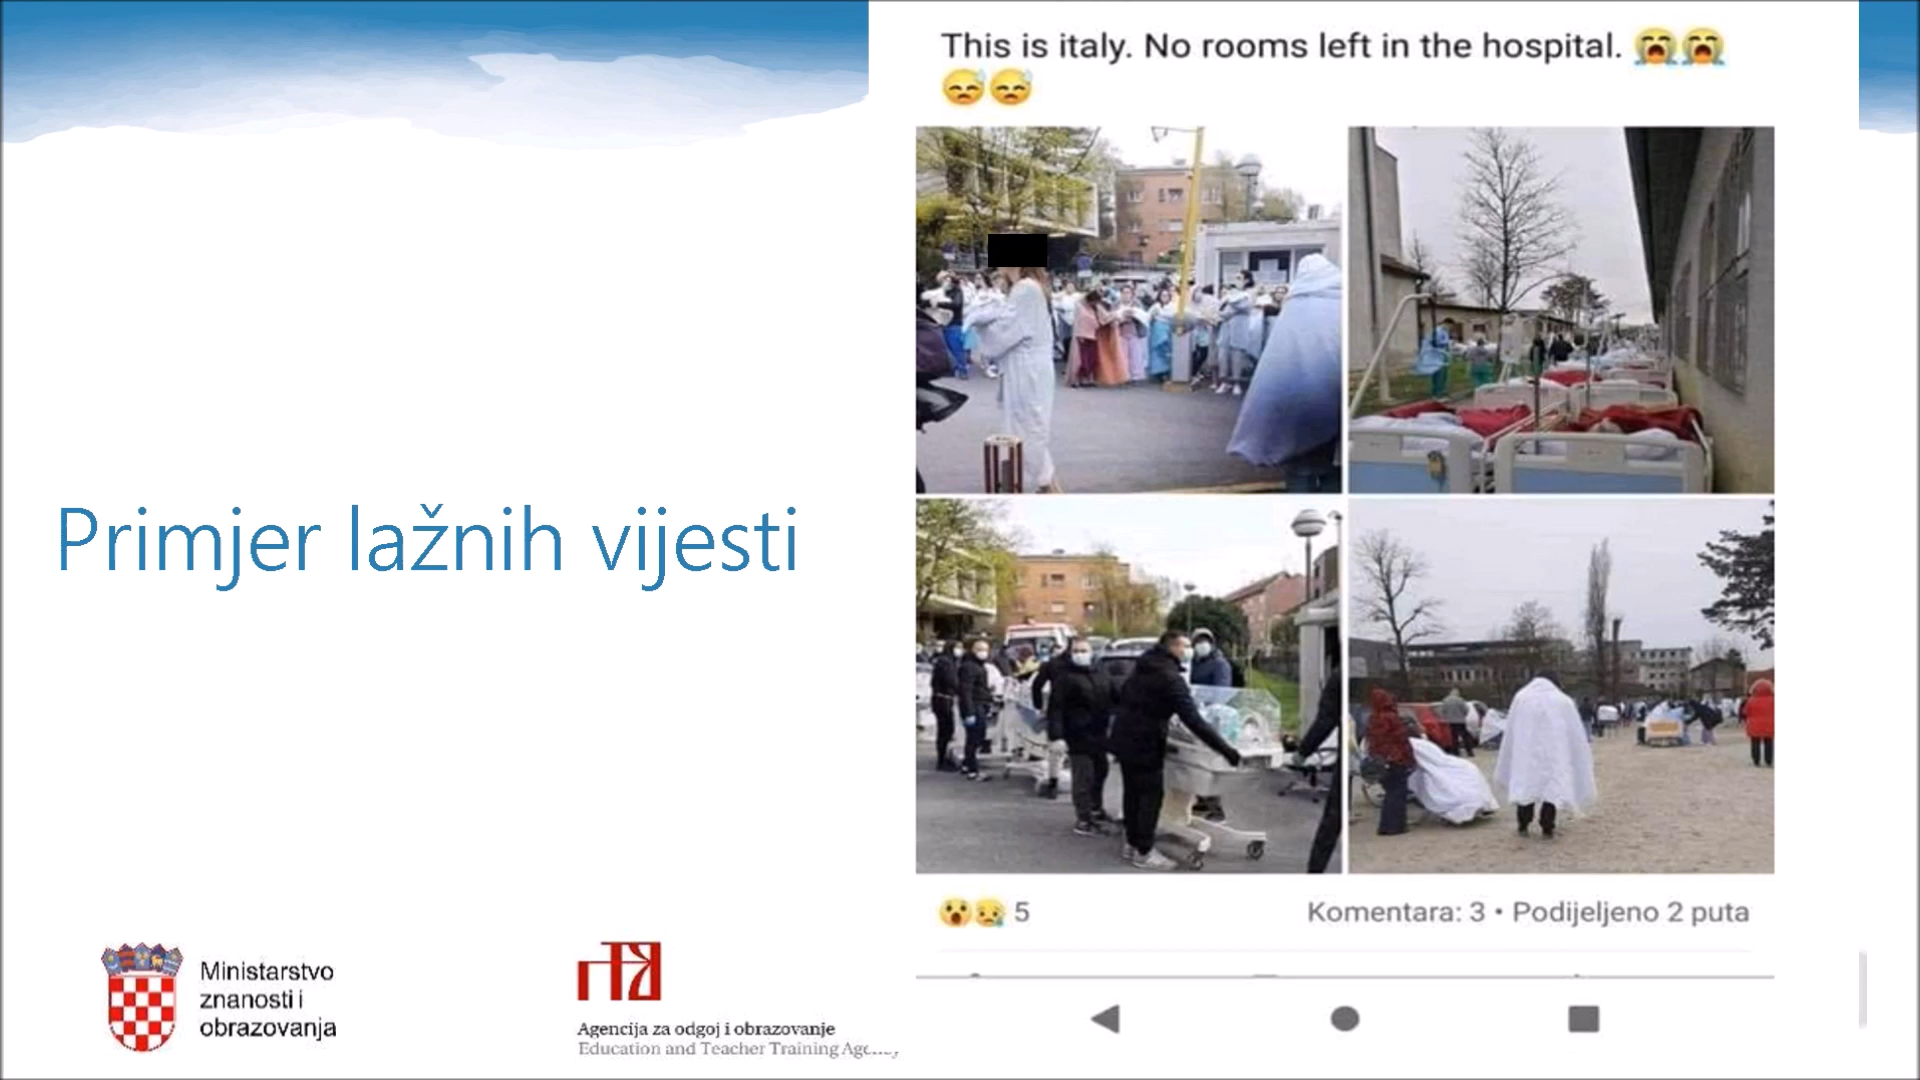 Primjer lažnih vijesti
This is italy. No rooms left in the hospital. 😭😭
😓😓
5
Komentara: 3 • Podijeljeno 2 puta
Ministarstvo
znanosti i
obrazovanja
Agencija za odgoj i obrazovanje
Education and Teacher Training